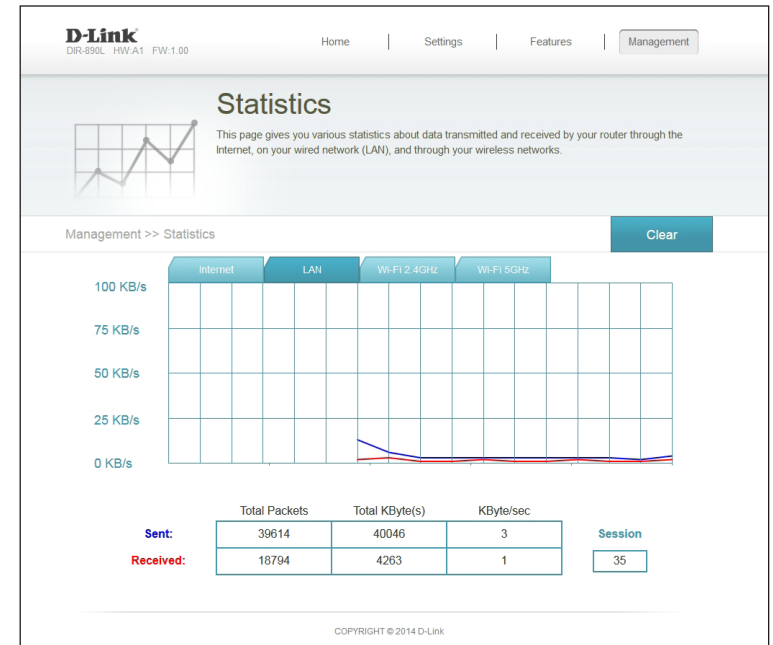 D-Link
DIR-890L HW:A1 FW:1.00
Home
Settings
Features
Management
Statistics
This page gives you various statistics about data transmitted and received by your router through the
Internet, on your wired network (LAN), and through your wireless networks.
Management >> Statistics
Clear
Internet
LAN
Wi-Fi 2.4GHz
Wi-Fi 5GHz
100 KB/s
75 KB/s
50 KB/s
25 KB/s
0 KB/s
Total Packets Total KByte(s) KByte/sec
Sent: 39614 40046 3 Session
Received: 18794 4263 1 35
COPYRIGHT © 2014 D-Link